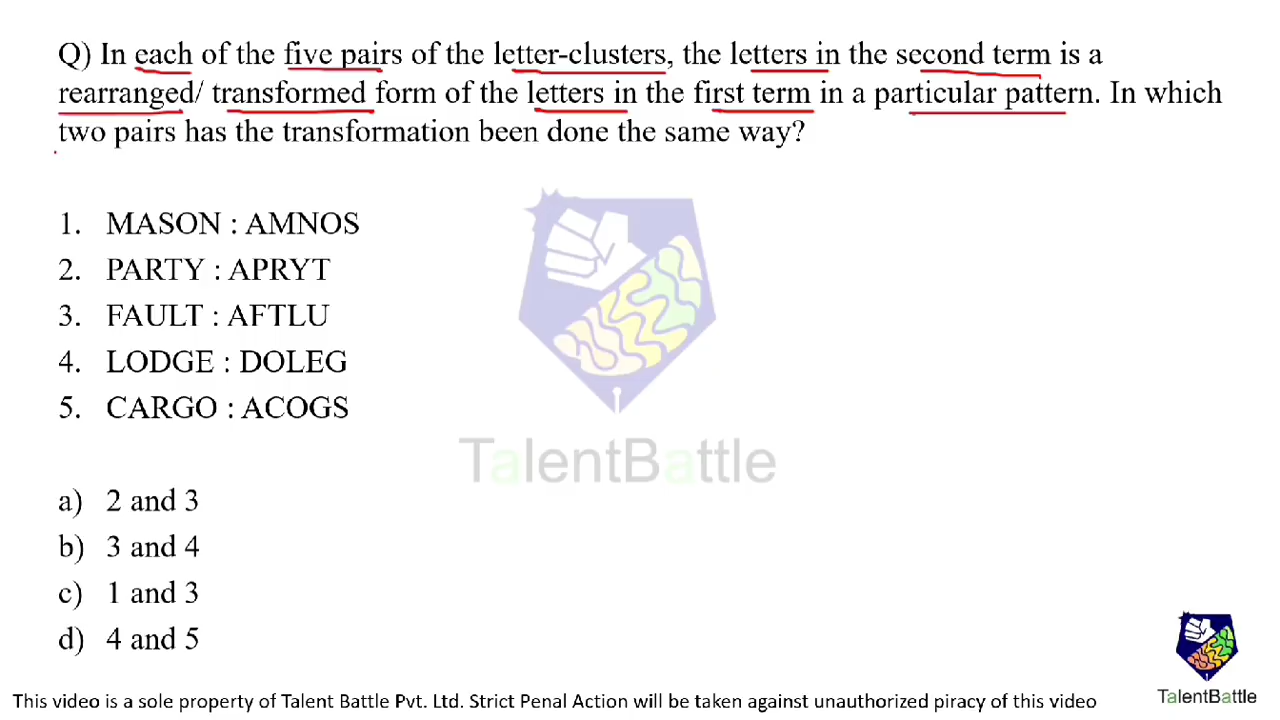 Q) In each of the five pairs of the letter-clusters, the letters in the second term is a
rearranged/ transformed form of the letters in the first term in a particular pattern. In which
two pairs has the transformation been done the same way?
1. MASON : AMNOS
2. PARTY : APRYT
3. FAULT : AFTLU
4. LODGE : DOLEG
5. CARGO : ACOGS
TalentBattle
a) 2 and 3
b) 3 and 4
c) 1 and 3
d) 4 and 5
TalentBattle
This video is a sole property of Talent Battle Pvt. Ltd. Strict Penal Action will be taken against unauthorized piracy of this video